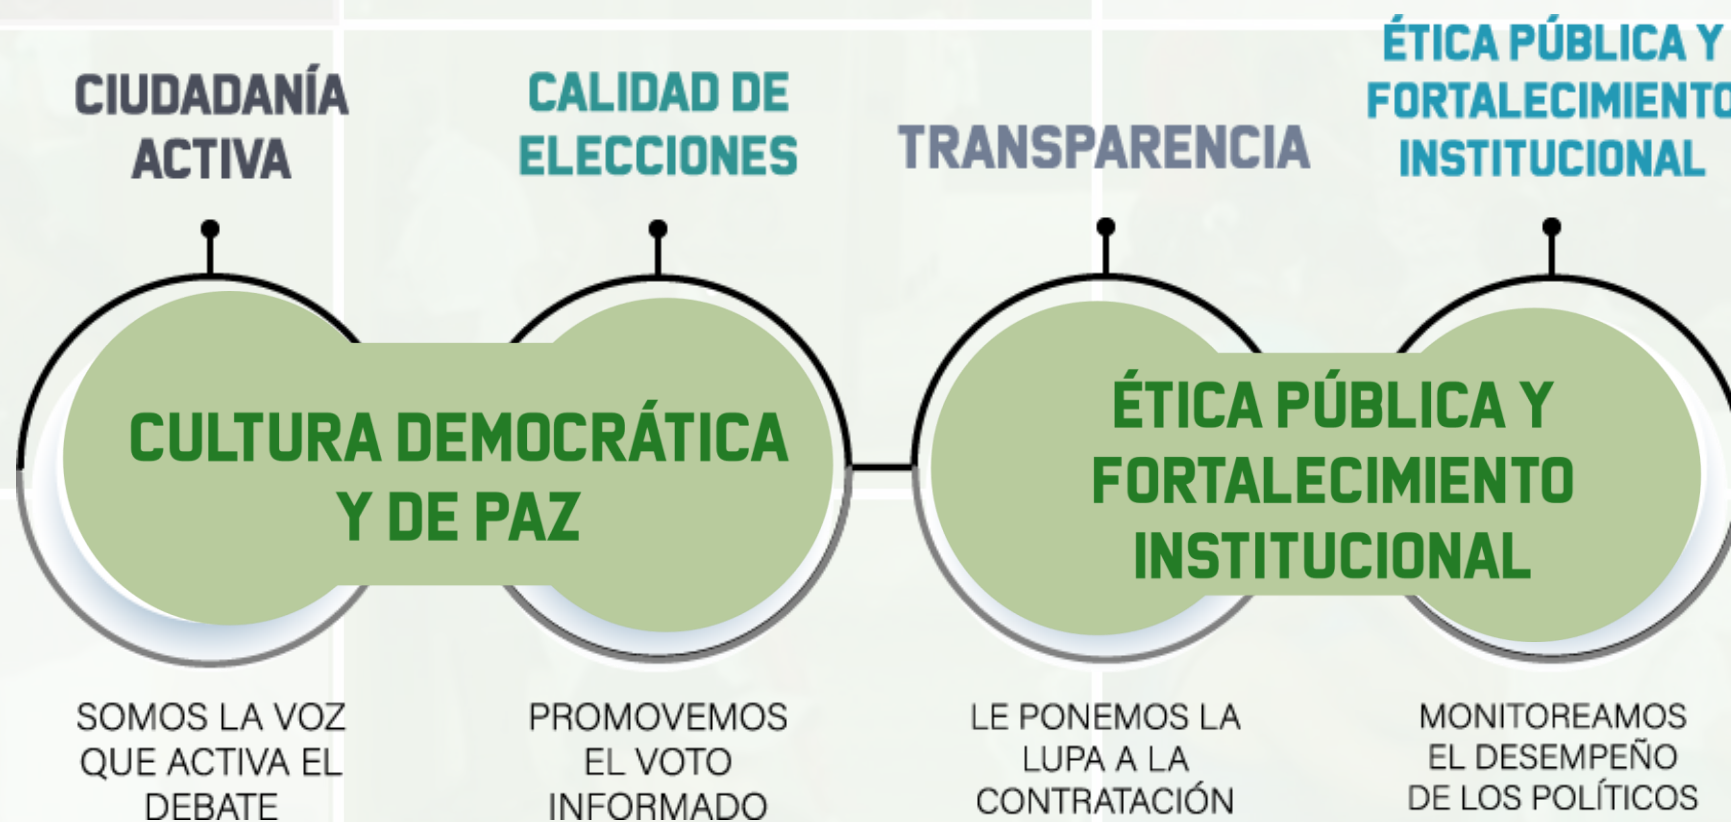 CIUDADANÍA
ACTIVA
CALIDAD DE
ELECCIONES
TRANSPARENCIA
ÉTICA PÚBLICA Y
FORTALECIMIENTO
INSTITUCIONAL
CULTURA DEMOCRÁTICA
Y DE PAZ
ÉTICA PÚBLICA Y
FORTALECIMIENTO
INSTITUCIONAL
SOMOS LA VOZ
QUE ACTIVA EL
DEBATE
PROMOVEMOS
EL VOTO
INFORMADO
LE PONEMOS LA
LUPA A LA
CONTRATACIÓN
MONITOREAMOS
EL DESEMPEÑO
DE LOS POLÍTICOS